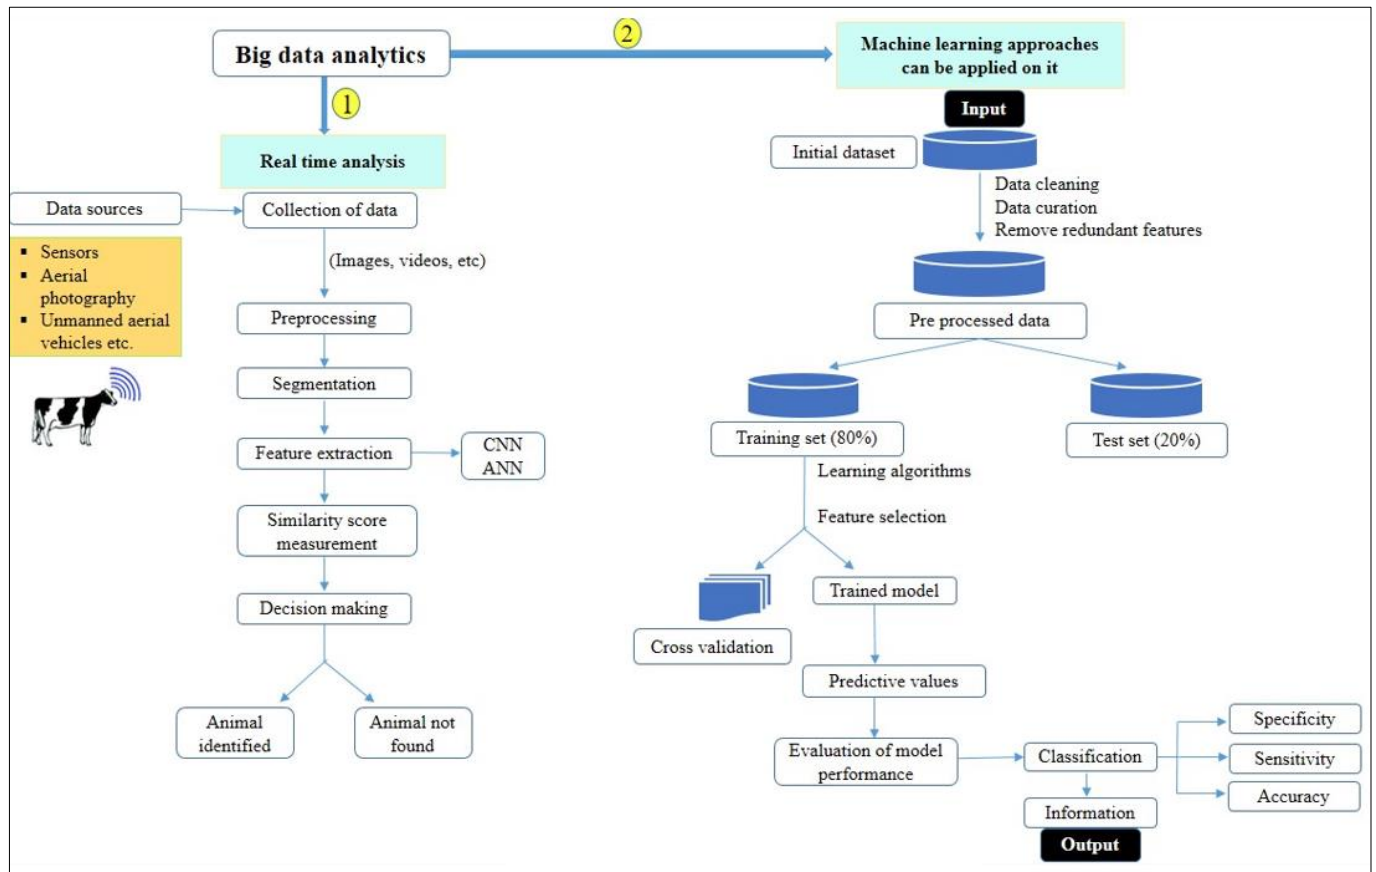 Big data analytics
2
Machine learning approaches
can be applied on it
1
Real time analysis
Data sources
Collection of data
▪ Sensors
▪ Aerial
photography
▪ Unmanned aerial
vehicles etc.
(Images, videos, etc)
Preprocessing
Segmentation
Feature extraction
CNN
ANN
Similarity score
measurement
Decision making
Animal
identified
Animal not
found
Input
Initial dataset
Data cleaning
Data curation
Remove redundant features
Pre processed data
Training set (80%)
Test set (20%)
Learning algorithms
Feature selection
Cross validation
Trained model
Predictive values
Evaluation of model
performance
Classification
Specificity
Sensitivity
Accuracy
Information
Output